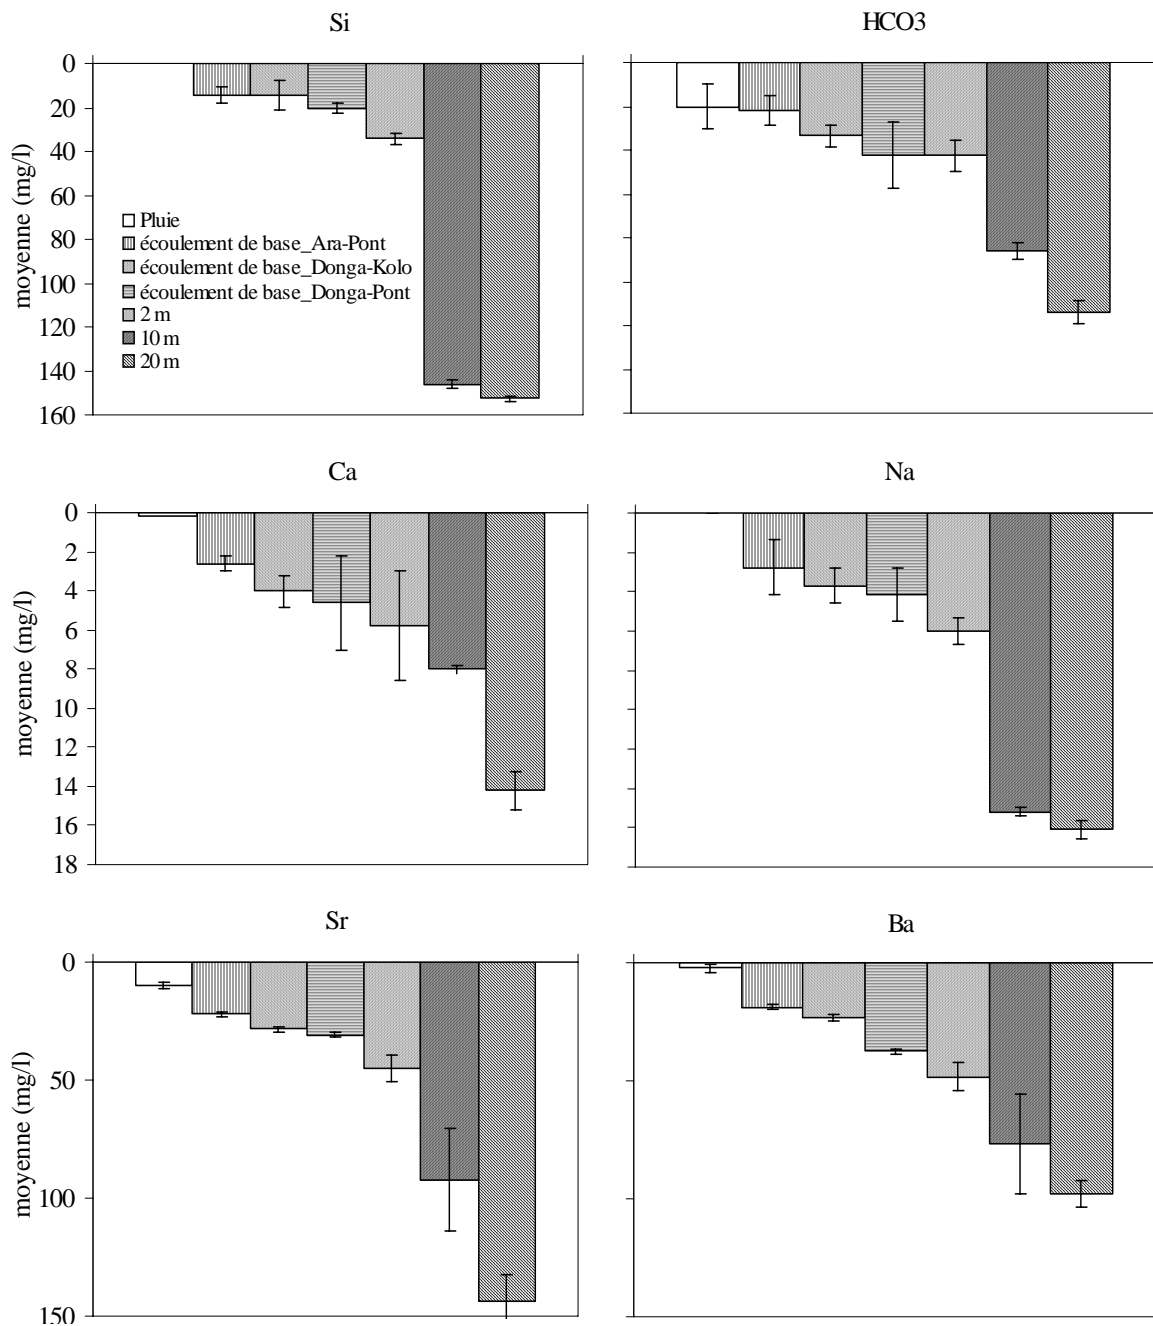 Si
HCO3
0
20
40
60
80
100
120
140
160
moyenne (mg/l)
Pluie
écoulement de base_Ara-Pont
écoulement de base_Donga-Kolo
écoulement de base_Donga-Pont
2 m
10 m
20 m
Ca
Na
0
2
4
6
8
10
12
14
16
18
moyenne (mg/l)
Sr
Ba
0
50
100
150
moyenne (mg/l)